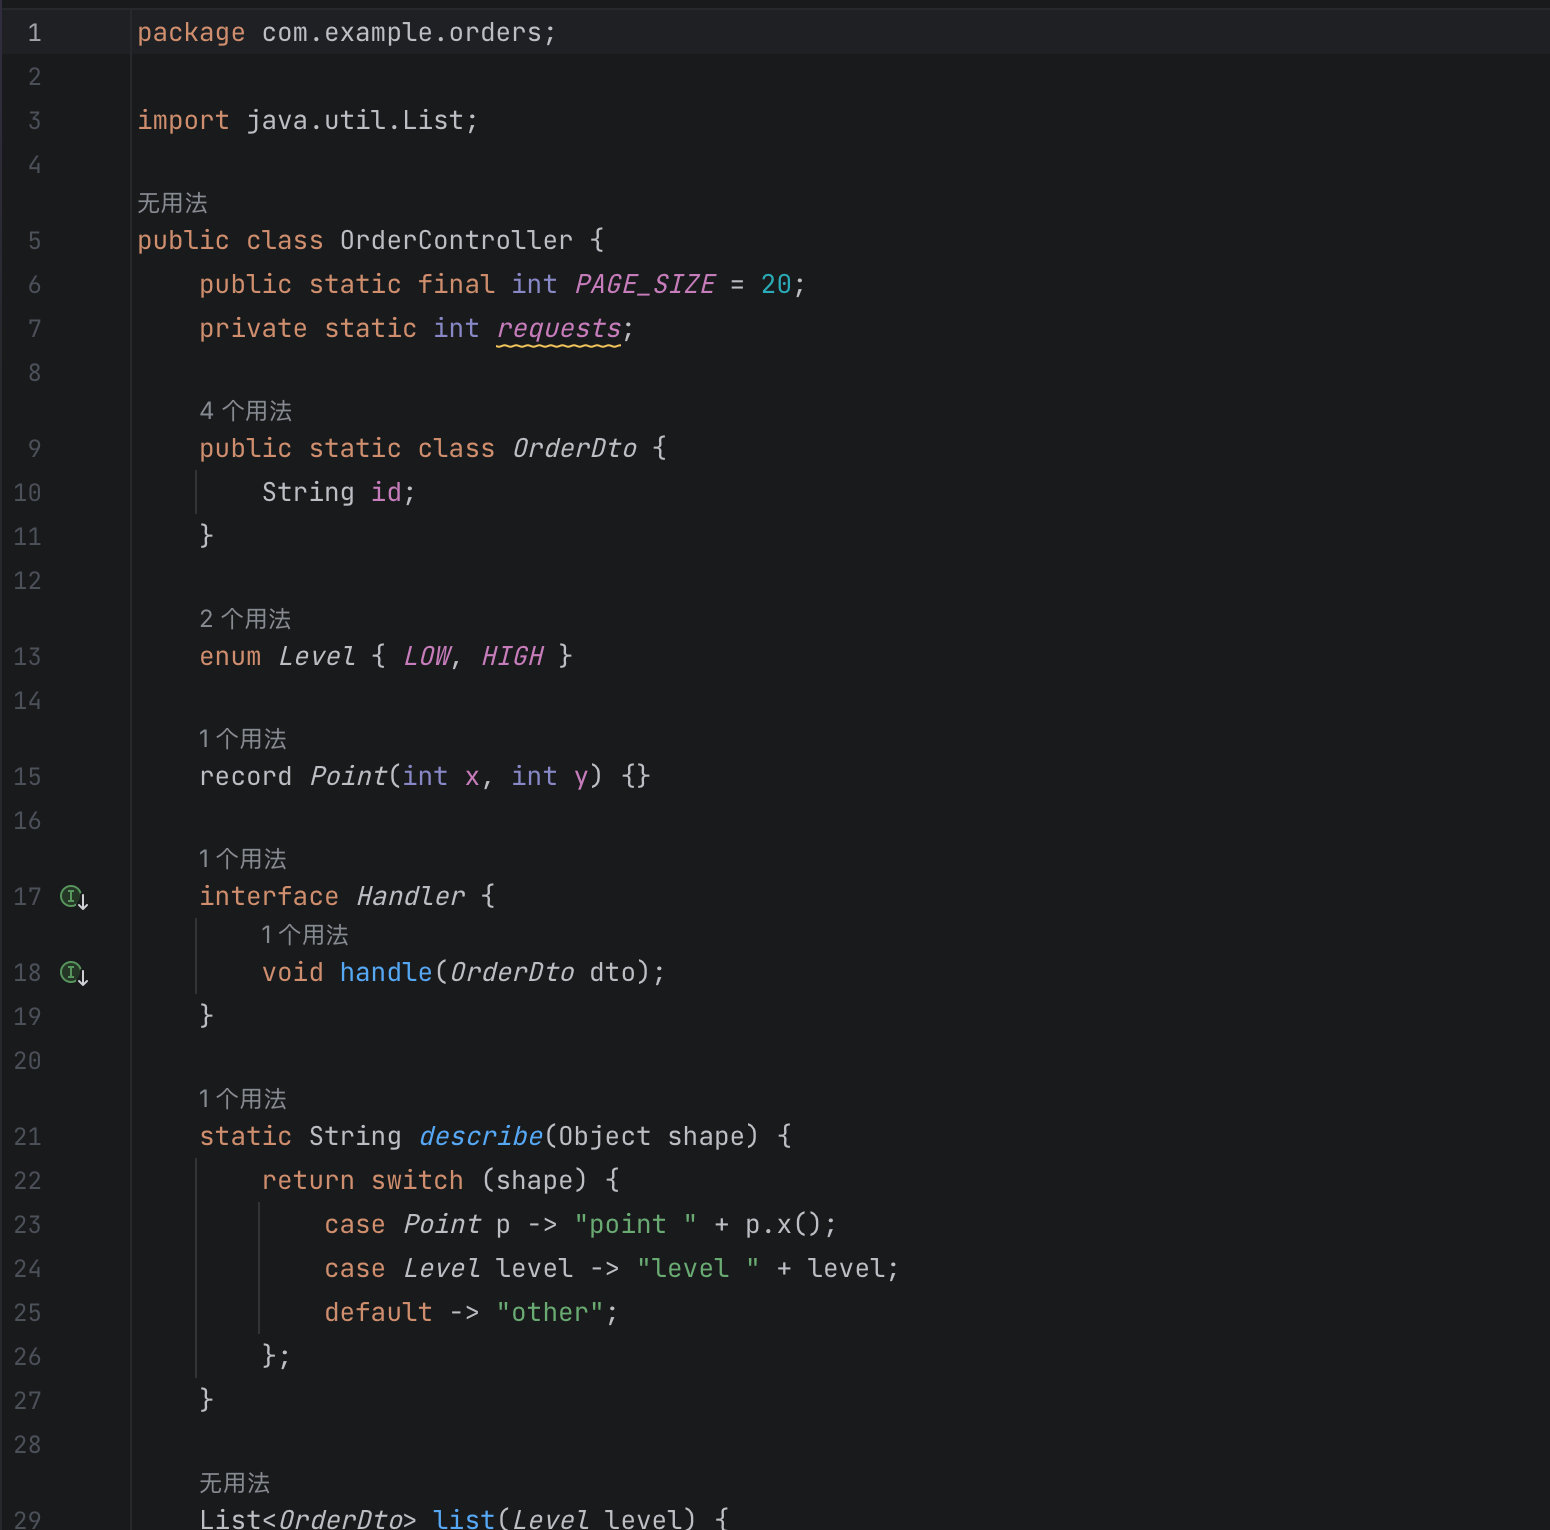 1 package com.example.orders;
2
3 import java.util.List;
4
无用法
5 public class OrderController {
6     public static final int PAGE_SIZE = 20;
7     private static int requests;
8
4 个用法
9     public static class OrderDto {
10         String id;
11     }
12
2 个用法
13     enum Level { LOW, HIGH }
14
1 个用法
15     record Point(int x, int y) {}
16
1 个用法
17     interface Handler {
1 个用法
18         void handle(OrderDto dto);
19     }
20
1 个用法
21     static String describe(Object shape) {
22         return switch (shape) {
23             case Point p -> "point " + p.x();
24             case Level level -> "level " + level;
25             default -> "other";
26         };
27     }
28
无用法
29     List<OrderDto> list(Level level) {